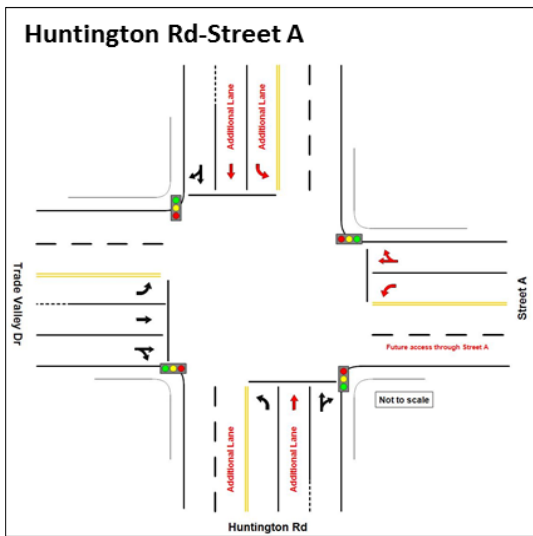 Huntington Rd-Street A
Additional Lane
Additional Lane
Trade Valley Dr
Street A
Future access through Street A
Not to scale
Additional Lane
Additional Lane
Huntington Rd